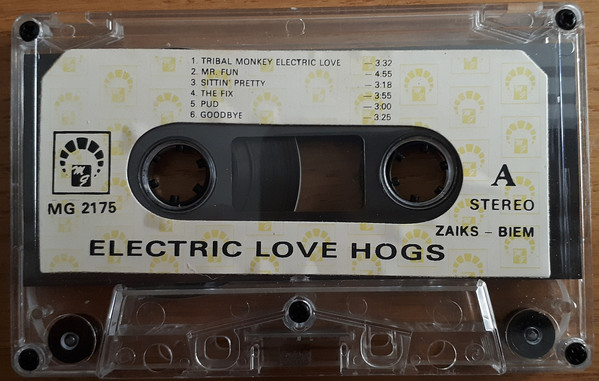 1. TRIBAL MONKEY ELECTRIC LOVE — 3:32
2. MR. FUN — 4:55
3. SITTIN' PRETTY — 3.18
4. THE FIX — 3:55
5 PUD — 3:00
6. GOODBYE — 3.25
MG
MG 2175
A
STEREO
ZAIKS – BIEM
ELECTRIC LOVE HOGS